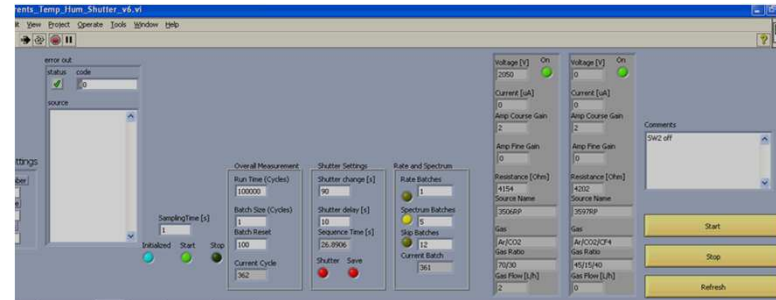 rents_Temp_Hum_Shutter_v6.vi
View Project Operate Tools Window Help
error out
status code
0
source
ttings
SamplingTime [s]
1
Initialized Start Stop
Overall Measurement
Run Time (Cycles)
100000
Batch Size (Cycles)
1
Batch Reset
100
Current Cycle
362
Shutter Settings
Shutter change [s]
90
Shutter delay [s]
10
Sequence Time [s]
26.8906
Shutter Save
Rate and Spectrum
Rate Batches
1
Spectrum Batches
5
Skip Batches
12
Current Batch
361
Voltage [V] On
2050
Current [uA]
0
Amp Course Gain
2
Amp Fine Gain
0
Resistance [Ohm]
4154
Source Name
3506RP
Gas
Ar/CO2
Gas Ratio
70/30
Gas Flow [L/h]
2
Voltage [V] On
0
Current [uA]
0
Amp Course Gain
2
Amp Fine Gain
0
Resistance [Ohm]
4202
Source Name
3597RP
Gas
Ar/CO2/CF4
Gas Ratio
45/15/40
Gas Flow [L/h]
0
Comments
SW2 off
Start
Stop
Refresh